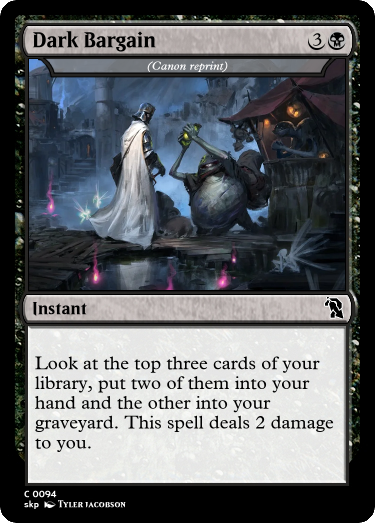 Dark Bargain 3
(Canon reprint)
Instant
Look at the top three cards of your
library, put two of them into your
hand and the other into your
graveyard. This spell deals 2 damage
to you.
C 0094
skp Tyler Jacobson